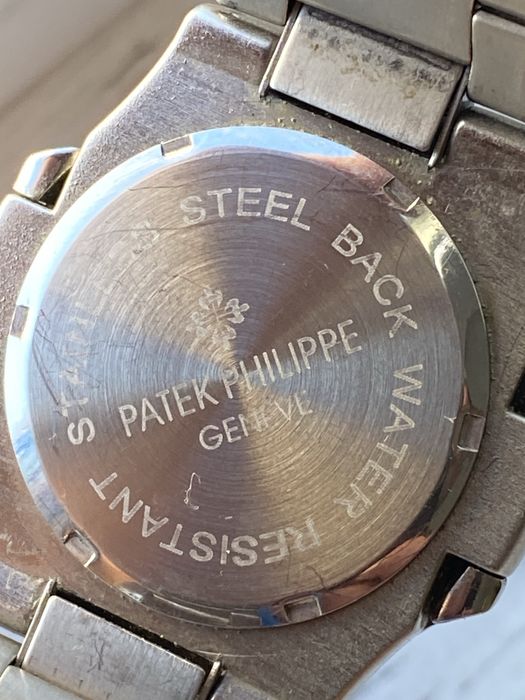 STAINLESS STEEL BACK WATER RESISTANT
PATEK PHILIPPE
GENEVE